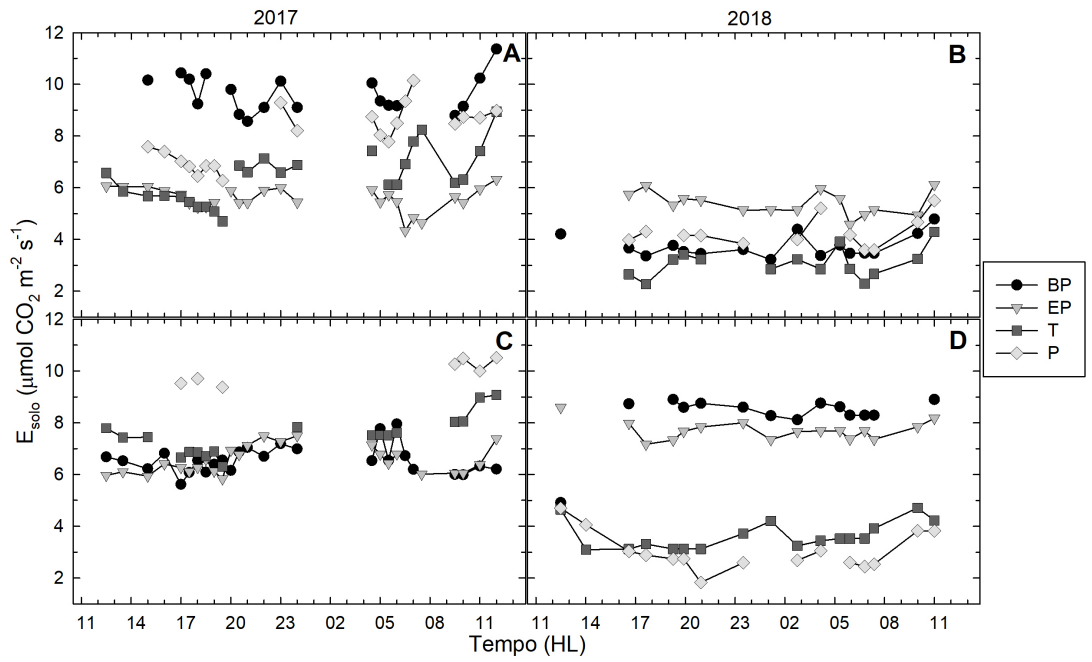 2017 2018
12 A B
10
8
6
4
2
12 C D
10
8
6
4
2
E_solo (μmol CO₂ m⁻² s⁻¹)
BP
EP
T
P
11 14 17 20 23 02 05 08 11 14 17 20 23 02 05 08 11
Tempo (HL)